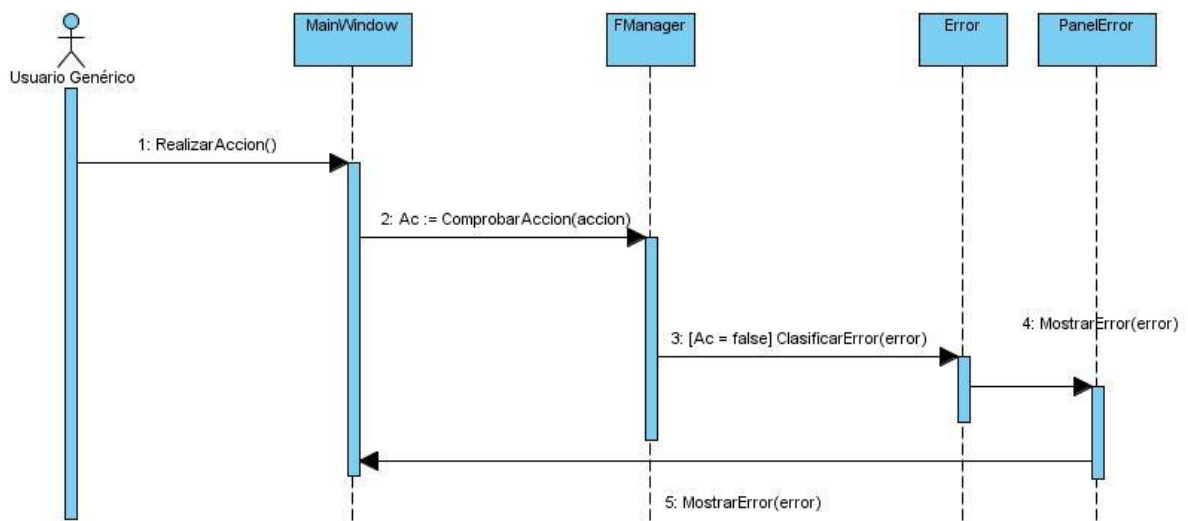 MainWindow
FManager
Error
PanelError
Usuario Genérico
1: RealizarAccion()
2: Ac := ComprobarAccion(accion)
3: [Ac = false] ClasificarError(error)
4: MostrarError(error)
5: MostrarError(error)